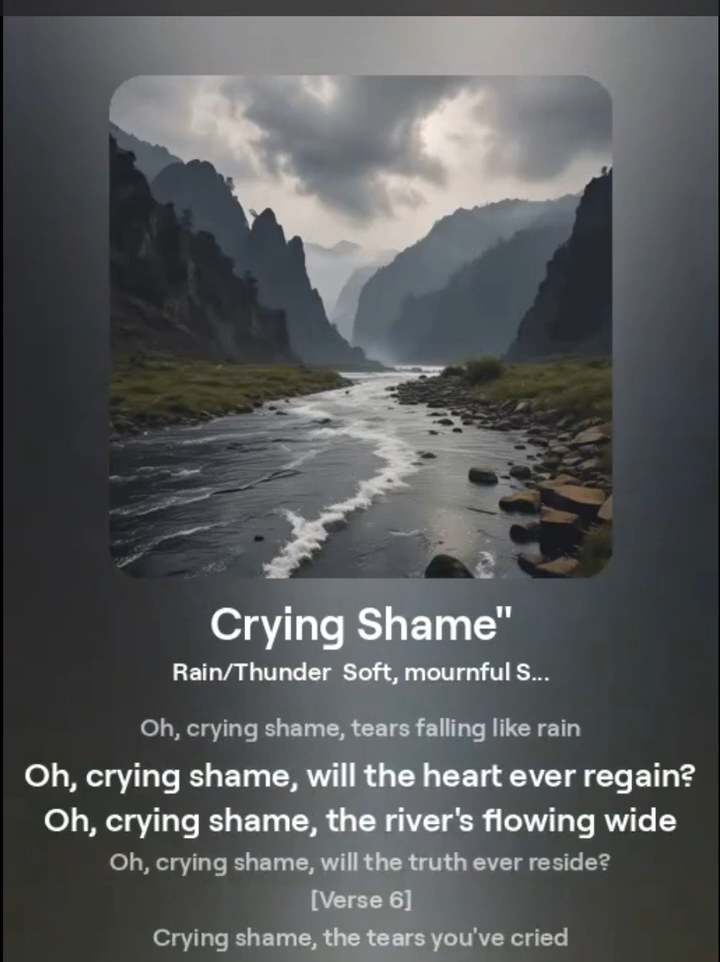 Crying Shame"
Rain/Thunder  Soft, mournful S...
Oh, crying shame, tears falling like rain
Oh, crying shame, will the heart ever regain?
Oh, crying shame, the river's flowing wide
Oh, crying shame, will the truth ever reside?
[Verse 6]
Crying shame, the tears you've cried